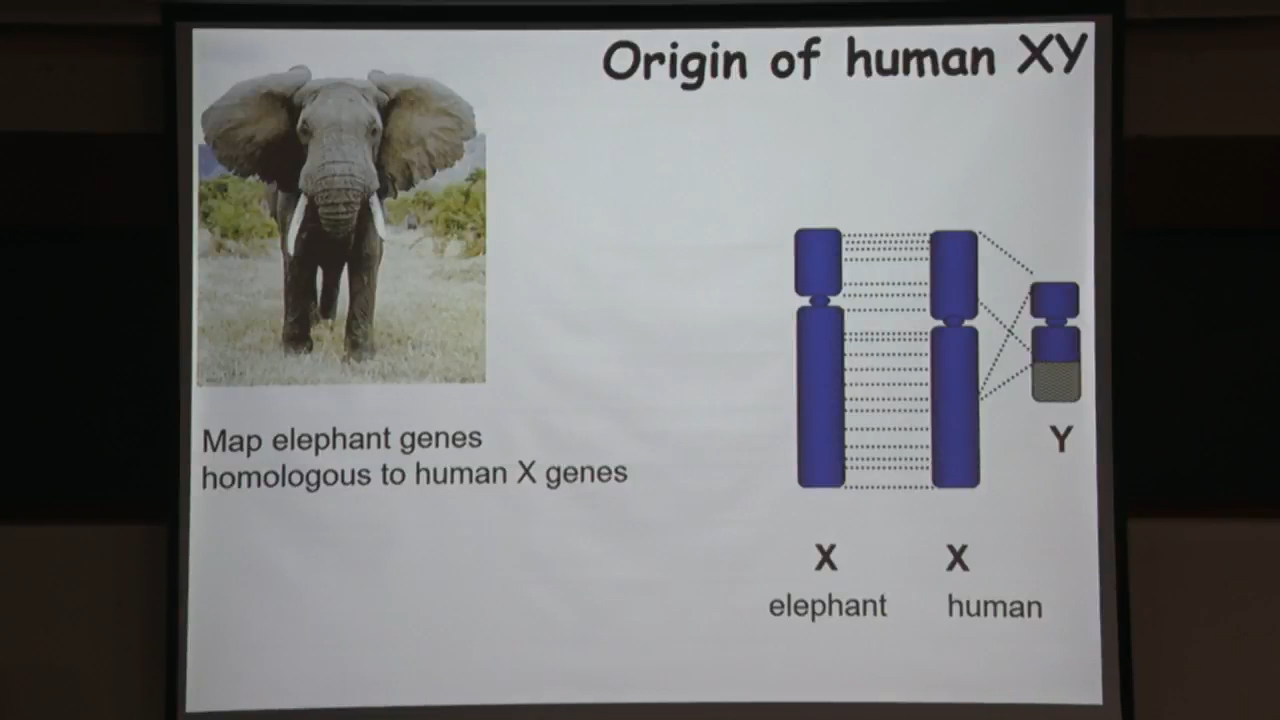 Origin of human XY
Map elephant genes
homologous to human X genes
Y
X
X
elephant
human